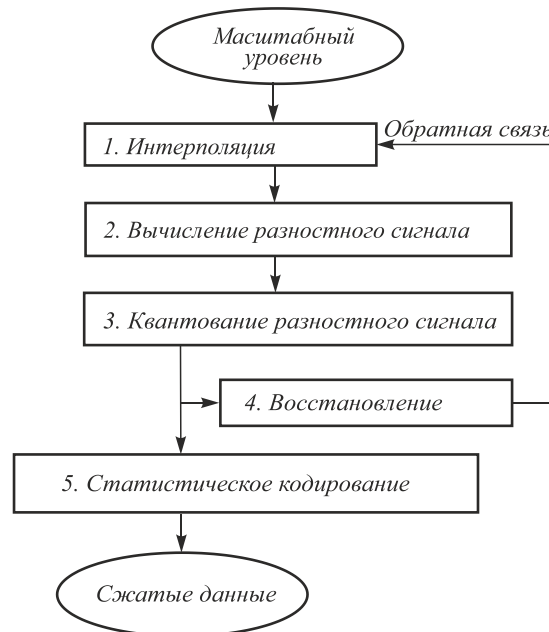 Масштабный
уровень
Обратная связь
1. Интерполяция
2. Вычисление разностного сигнала
3. Квантование разностного сигнала
4. Восстановление
5. Статистическое кодирование
Сжатые данные